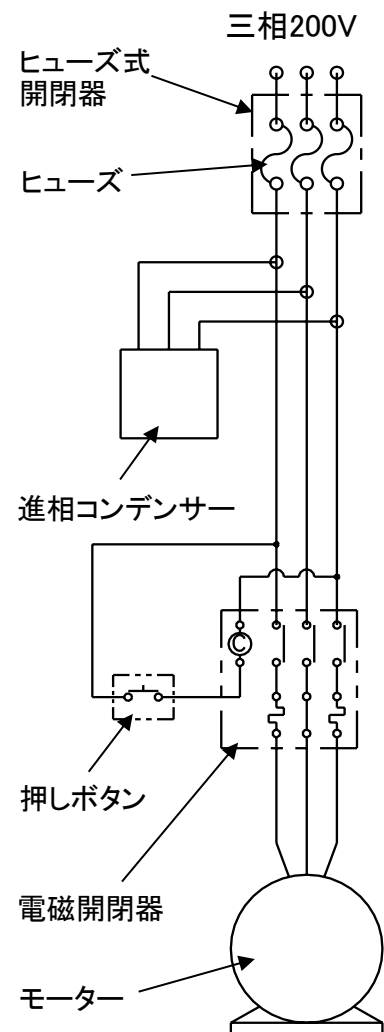 三相200V
ヒューズ式
開閉器
ヒューズ
進相コンデンサー
C
押しボタン
電磁開閉器
モーター